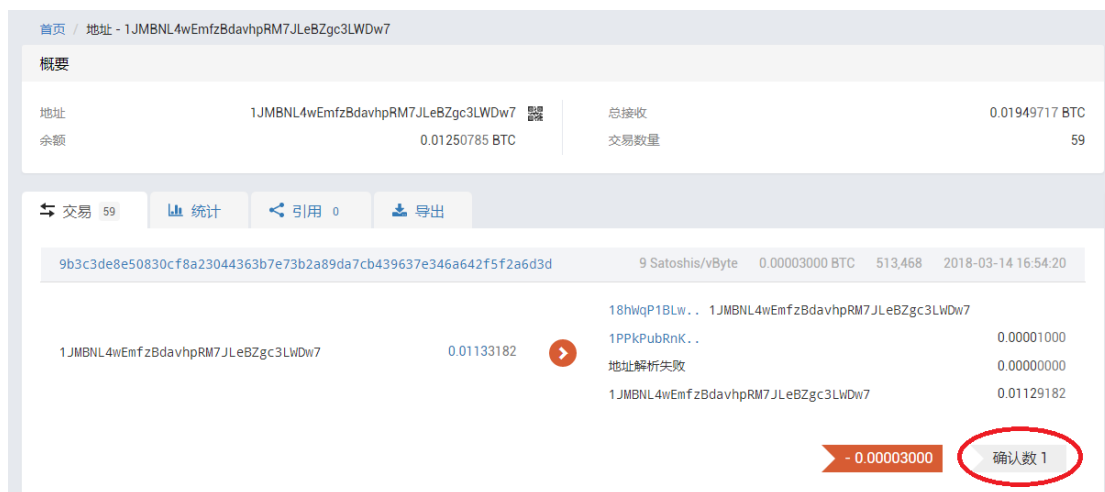 首页 / 地址 - 1JMBNL4wEmfzBdavhpRM7JLeBZgc3LWDw7
概要
地址 1JMBNL4wEmfzBdavhpRM7JLeBZgc3LWDw7 总接收 0.01949717 BTC
余额 0.01250785 BTC 交易数量 59
交易 59 统计 引用 0 导出
9b3c3de8e50830cf8a23044363b7e73b2a89da7cb439637e346a642f5f2a6d3d 9 Satoshis/vByte 0.00003000 BTC 513,468 2018-03-14 16:54:20
18hWqP1BLw.. 1JMBNL4wEmfzBdavhpRM7JLeBZgc3LWDw7
1PPkPubRnK.. 0.00001000
1JMBNL4wEmfzBdavhpRM7JLeBZgc3LWDw7 0.01133182
地址解析失败 0.00000000
1JMBNL4wEmfzBdavhpRM7JLeBZgc3LWDw7 0.01129182
- 0.00003000 确认数 1